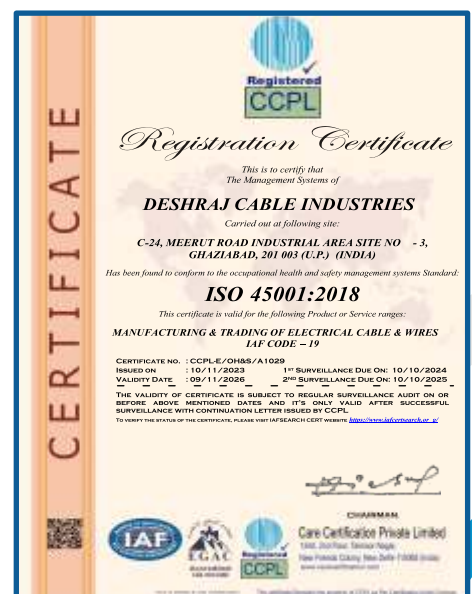 CERTIFICATE
Registered
CCPL
Registration Certificate
This is to certify that
The Management Systems of
DESHRAJ CABLE INDUSTRIES
Carried out at following site:
C-24, MEERUT ROAD INDUSTRIAL AREA SITE NO - 3,
GHAZIABAD, 201 003 (U.P.) (INDIA)
Has been found to conform to the occupational health and safety management systems Standard:
ISO 45001:2018
This certificate is valid for the following Product or Service ranges:
MANUFACTURING & TRADING OF ELECTRICAL CABLE & WIRES
IAF CODE – 19
CERTIFICATE NO. : CCPL-E/OH&S/A1029
ISSUED ON : 10/11/2023 1ST SURVEILLANCE DUE ON: 10/10/2024
VALIDITY DATE : 09/11/2026 2ND SURVEILLANCE DUE ON: 10/10/2025
THE VALIDITY OF CERTIFICATE IS SUBJECT TO REGULAR SURVEILLANCE AUDIT ON OR
BEFORE ABOVE MENTIONED DATES AND IT'S ONLY VALID AFTER SUCCESSFUL
SURVEILLANCE WITH CONTINUATION LETTER ISSUED BY CCPL
TO VERIFY THE STATUS OF THE CERTIFICATE, PLEASE VISIT IAFSEARCH CERT WEBSITE https://www.iafcertsearch.or g/
CHAIRMAN
Care Certification Private Limited
IAF
EGAC
Registered
CCPL